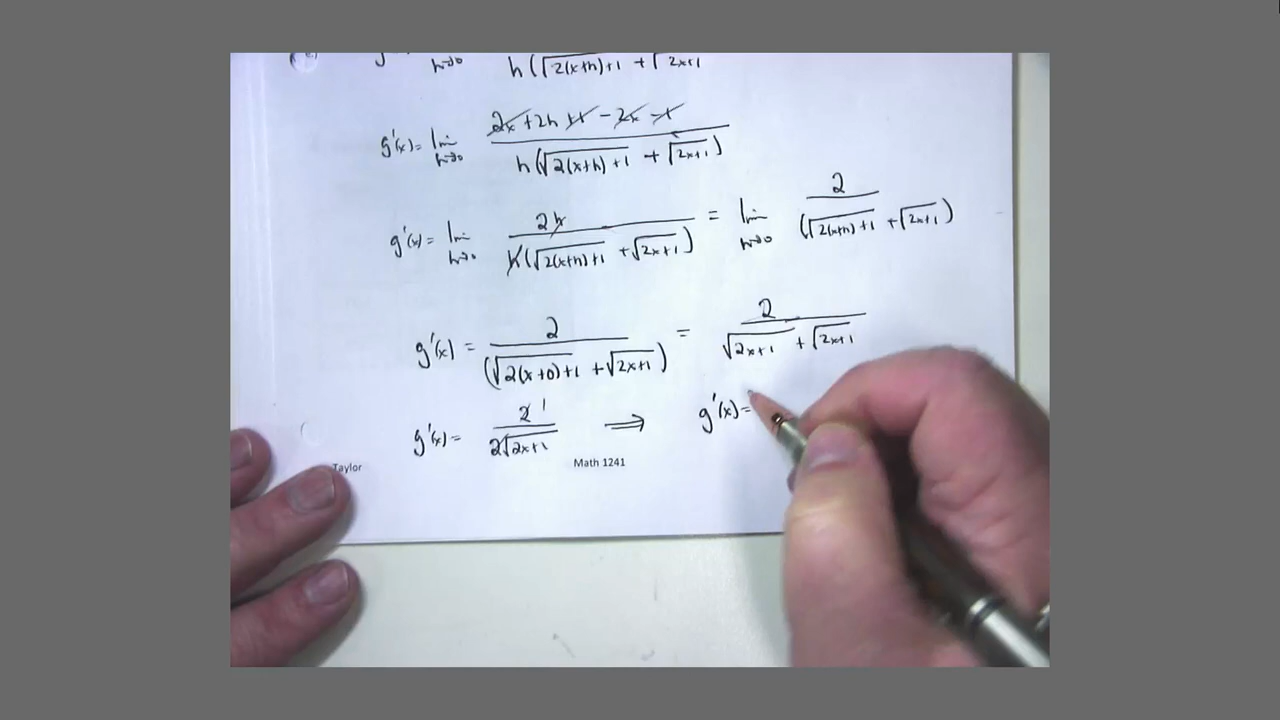 h→0 h(√2(x+h)+1 + √2x+1
g'(x) = lim h→0 (2x + 2h + 1 - 2x - 1) / h(√2(x+h)+1 + √2x+1)
g'(x) = lim h→0 2h / h(√2(x+h)+1 + √2x+1) = lim h→0 2 / (√2(x+h)+1 + √2x+1)
g'(x) = 2 / (√2(x+0)+1 + √2x+1) = 2 / √2x+1 + √2x+1
g'(x) = 2 1 / 2√2x+1 ⟹ g'(x) =
Taylor Math 1241